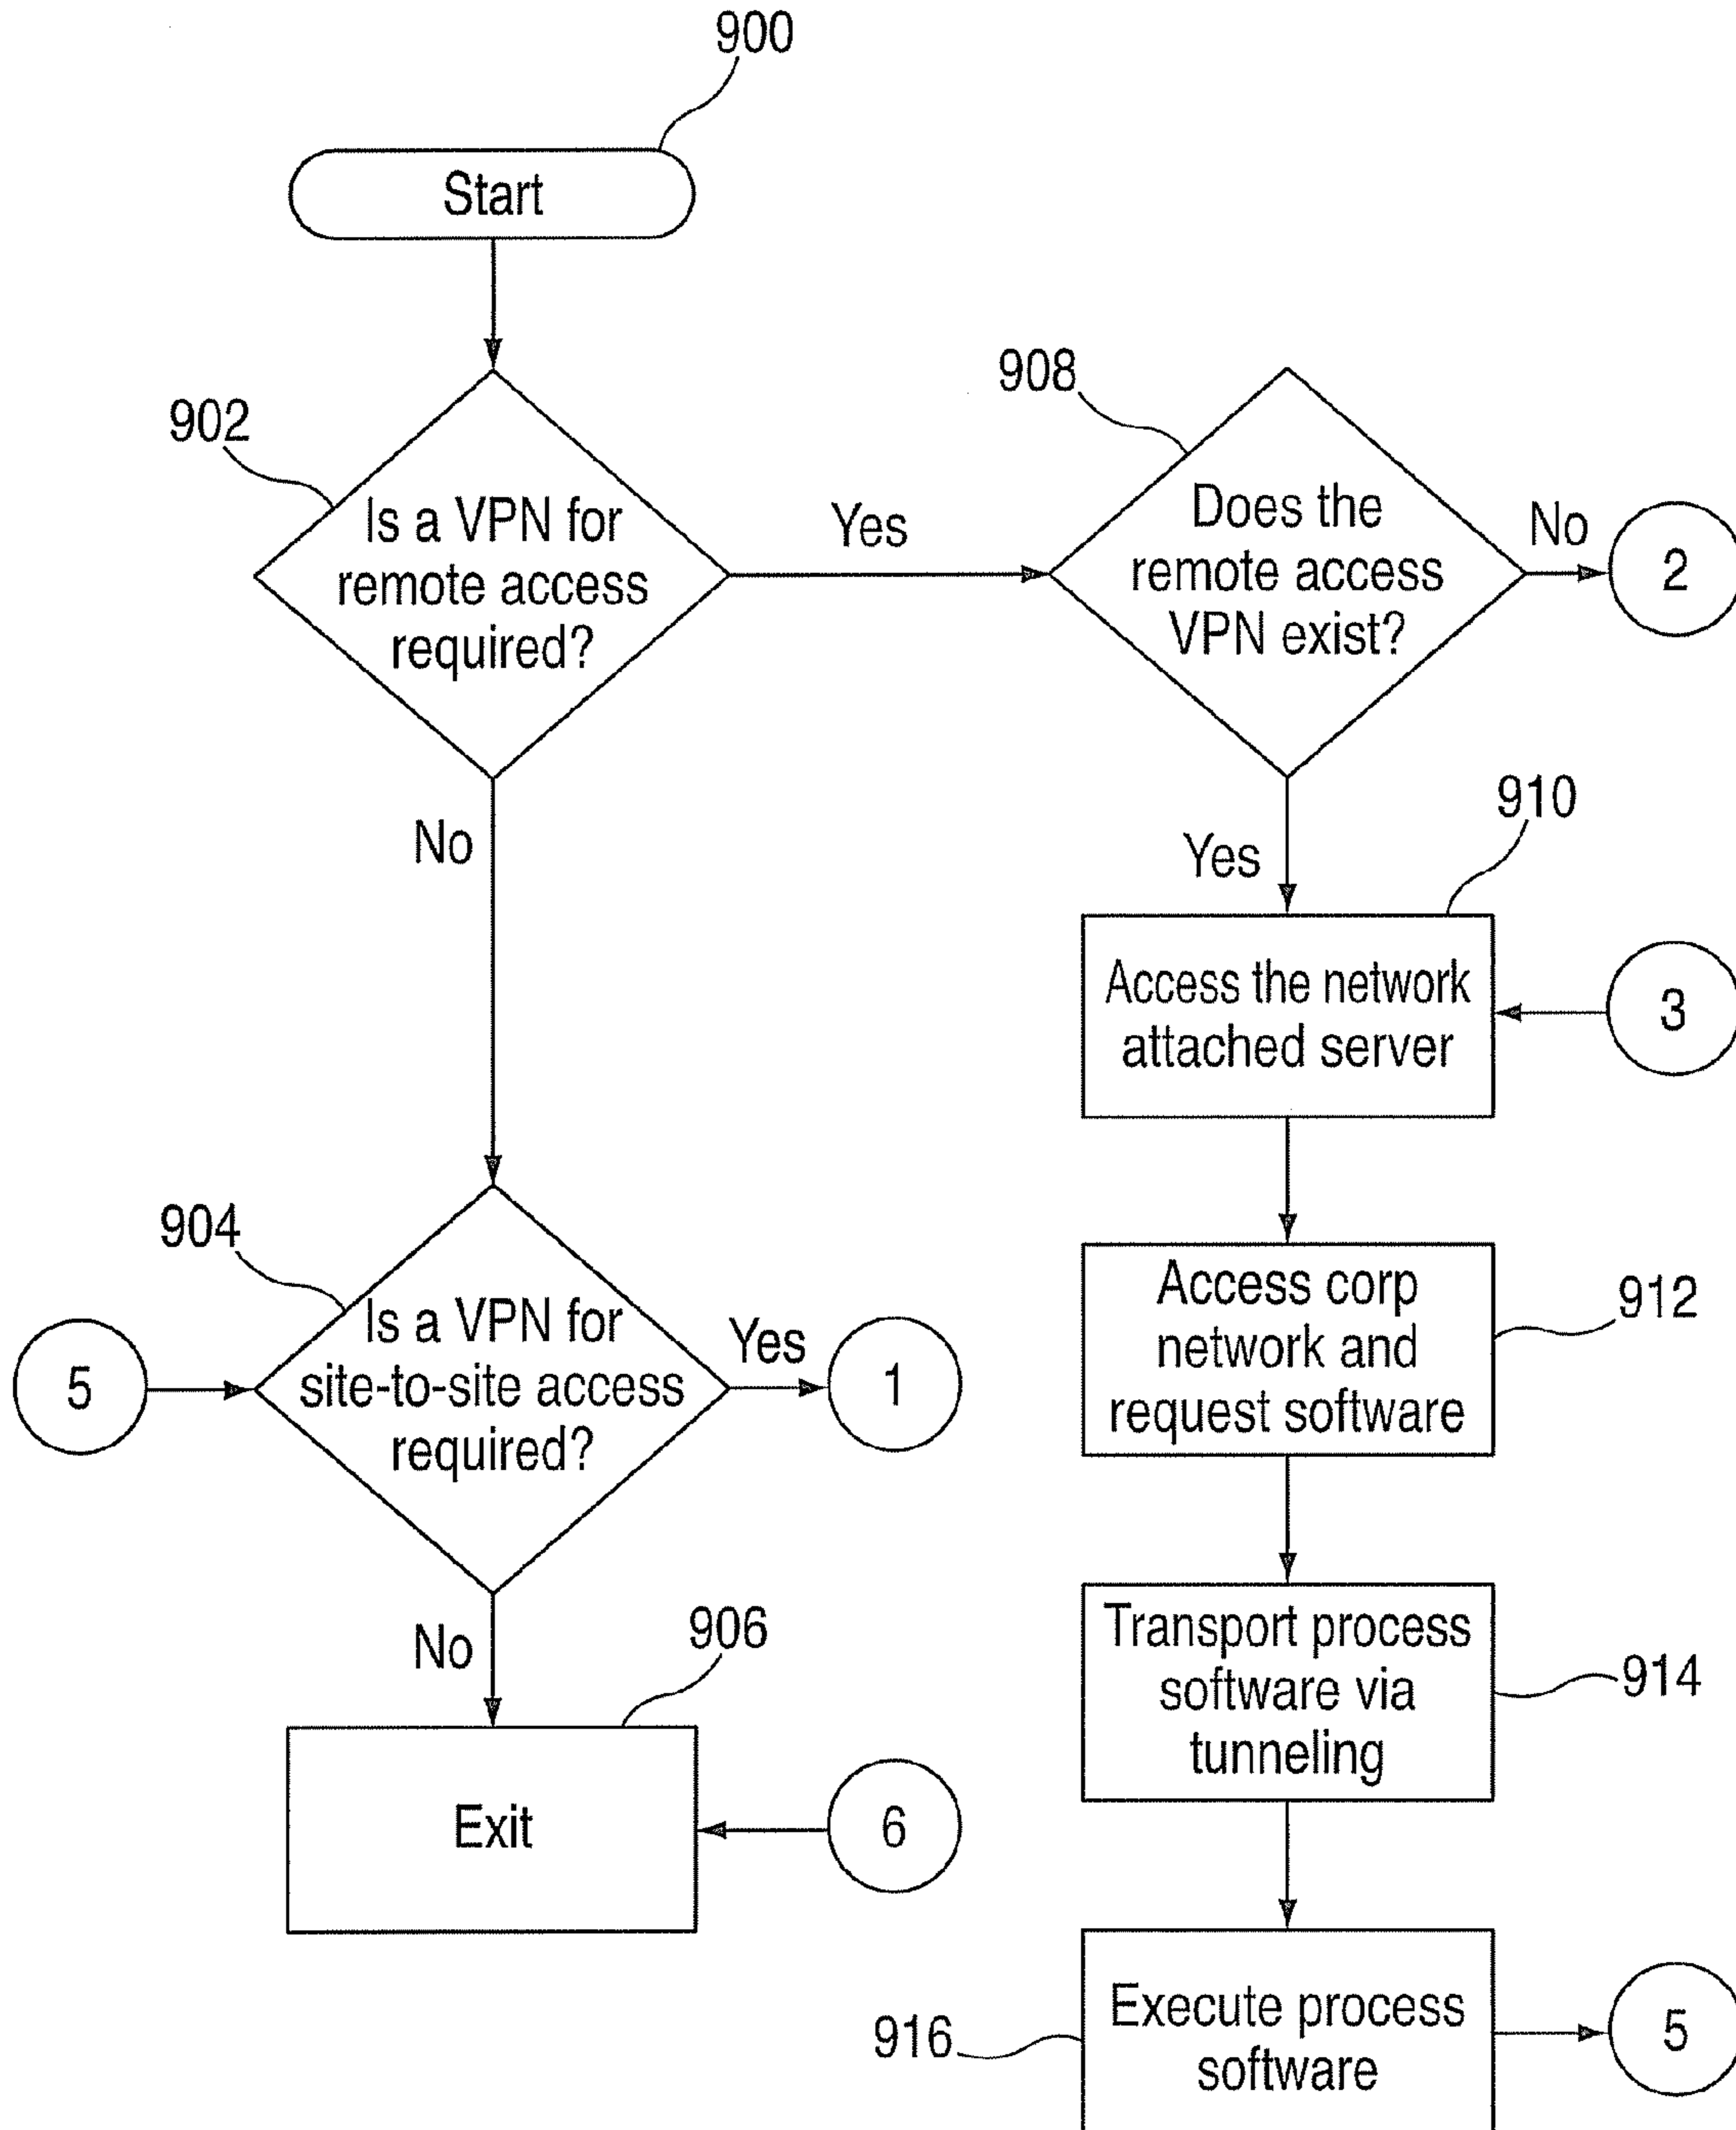 900
Start
902
Is a VPN for
remote access
required?
Yes
908
Does the
remote access
VPN exist?
No
2
No
Yes
910
Access the network
attached server
3
904
Is a VPN for
site-to-site access
required?
5
Yes
1
Access corp
network and
request software
912
No
906
Exit
6
Transport process
software via
tunneling
914
916
Execute process
software
5